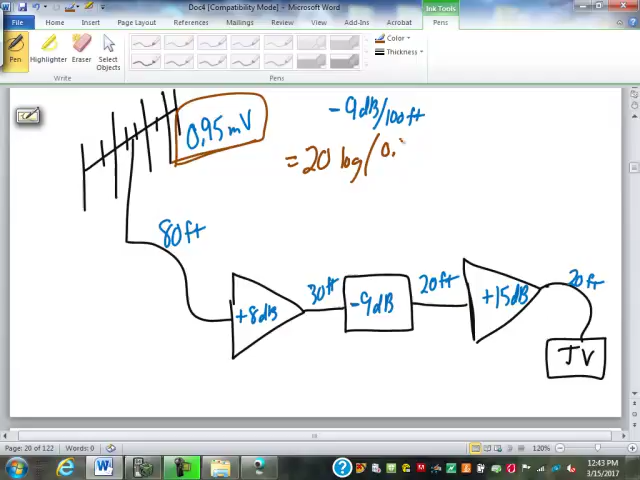 Doc4 [Compatibility Mode] - Microsoft Word
Ink Tools
File
Home
Insert
Page Layout
References
Mailings
Review
View
Acrobat
Pens
Pen
Highlighter
Eraser
Select
Objects
Color
Thickness
Write
Pens
0.95mV
-9dB/100ft
= 20 log(0.
80ft
+8dB
30ft
-9dB
20ft
+15dB
20ft
TV
Page: 20 of 122
Words: 0
120%
12:43 PM
3/15/2017